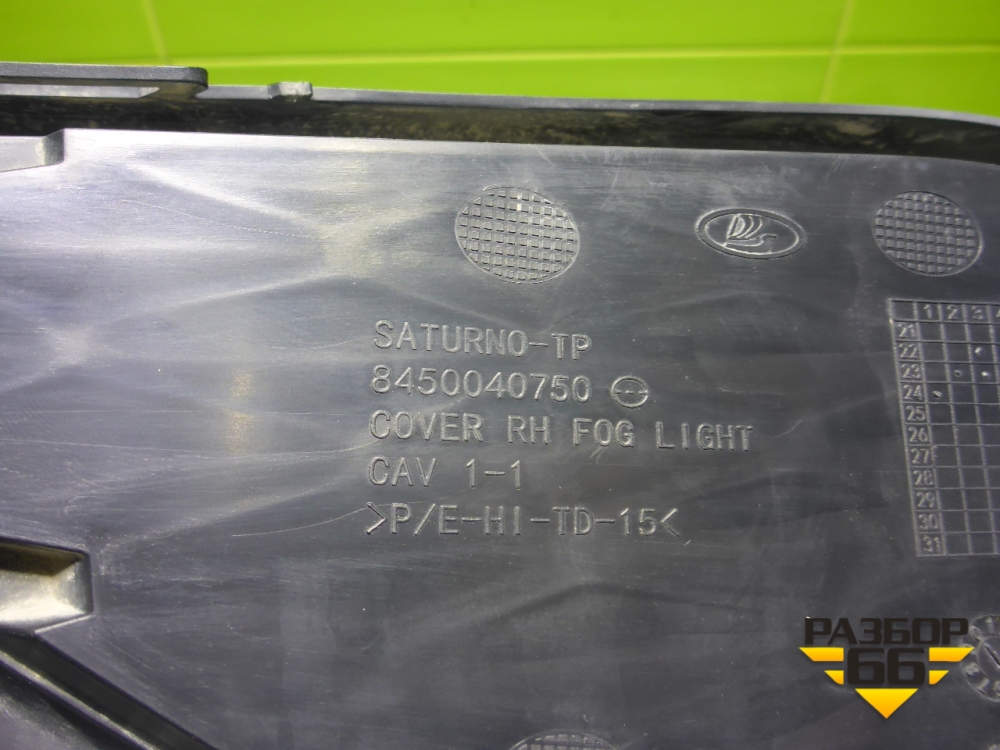 SATURNO-TP
8450040750
COVER RH FOG LIGHT
CAV 1-1
>P/E-HI-TD-15<
1 2 3 4
21
22
23
24
25
26
27
28
29
30
31
РАЗБОР
66